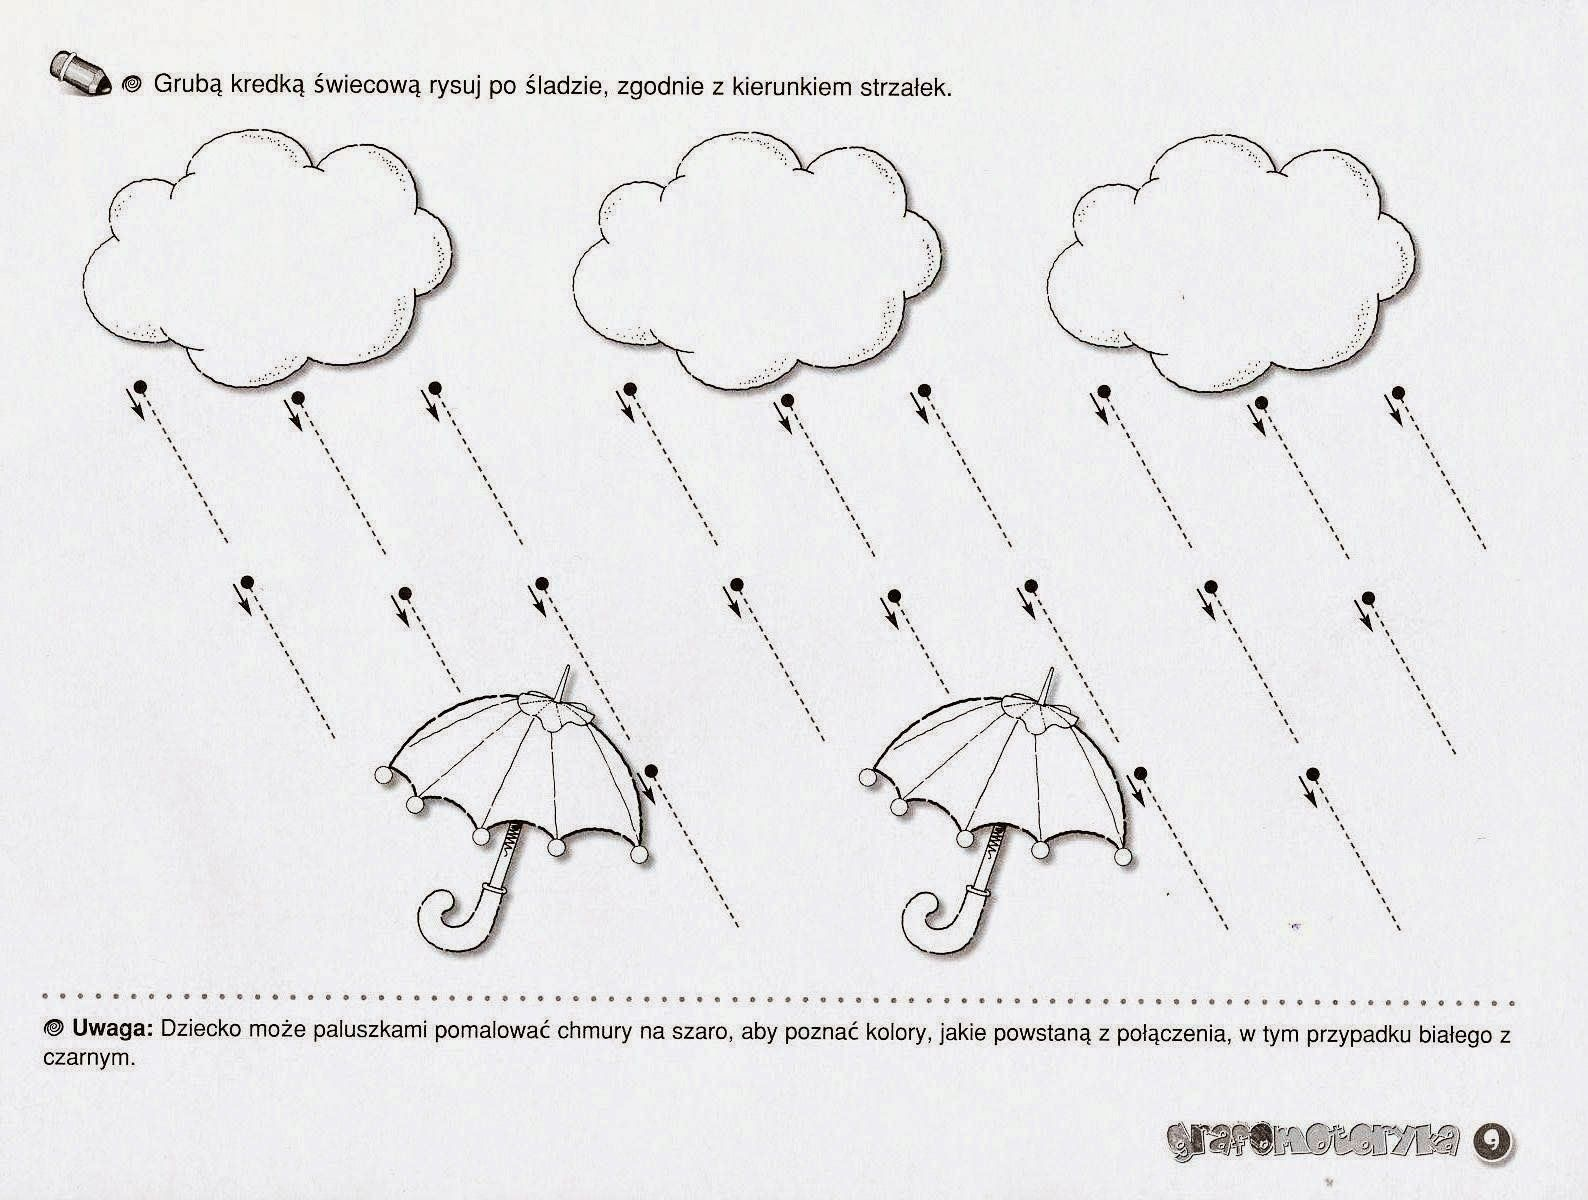 Grubą kredką świecową rysuj po śladzie, zgodnie z kierunkiem strzałek.
Uwaga: Dziecko może paluszkami pomalować chmury na szaro, aby poznać kolory, jakie powstaną z połączenia, w tym przypadku białego z
czarnym.
grafomotoryka 9